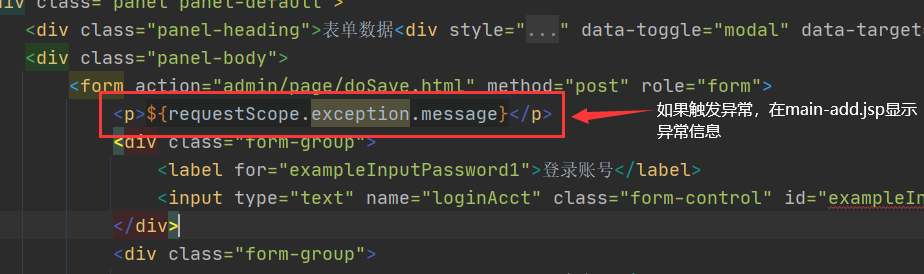 div class="panel panel-default">
<div class="panel-heading">表单数据<div style="..." data-toggle="modal" data-target=
<div class="panel-body">
<form action="admin/page/doSave.html" method="post" role="form">
<p>${requestScope.exception.message}</p>
如果触发异常，在main-add.jsp显示
异常信息
<div class="form-group">
<label for="exampleInputPassword1">登录账号</label>
<input type="text" name="loginAcct" class="form-control" id="exampleIn
</div>
<div class="form-group">